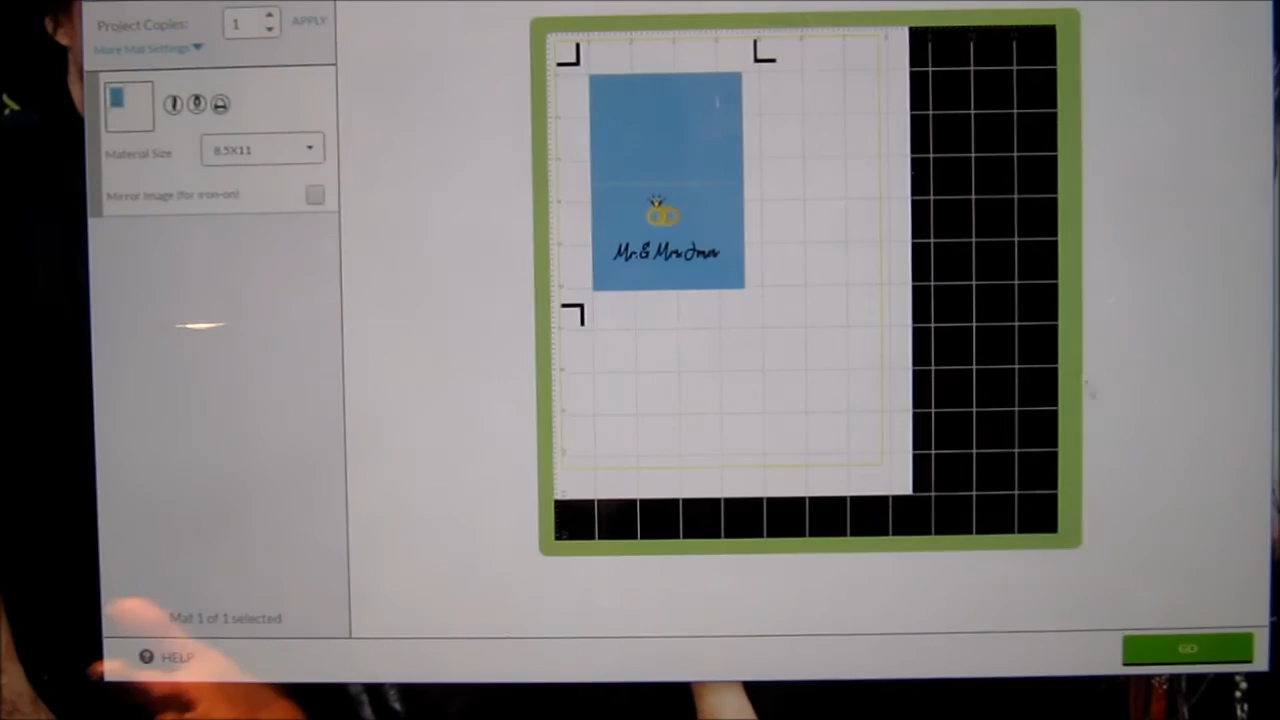 Project Copies: 1 APPLY
More Mat Settings
Material Size 8.5X11
Mirror Image (for iron-on)
Mr. & Mrs Jones
Mat 1 of 1 selected
HELP
GO